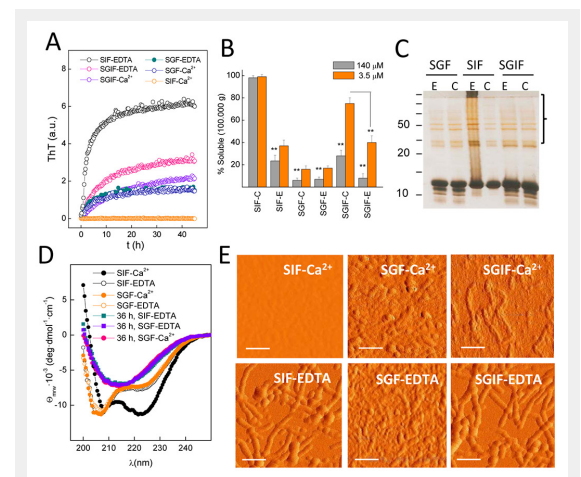 A
SIF-EDTA
SGF-EDTA
SGIF-EDTA
SGF-Ca²⁺
SGIF-Ca²⁺
SIF-Ca²⁺
ThT (a.u.)
6
4
2
0
0 10 20 30 40 50
t (h)
B
140 µM
3.5 µM
% Soluble (100.000 g)
100
80
60
40
20
**
**
**
**
**
**
**
SIF-C
SIF-E
SGF-C
SGF-E
SGIF-C
SGIF-E
C
SGF SIF SGIF
E C E C E C
50
20
10
D
SIF-Ca²⁺
SIF-EDTA
SGF-Ca²⁺
SGF-EDTA
36 h, SIF-EDTA
36 h, SGF-EDTA
36 h, SGF-Ca²⁺
Θmrw·10⁻³ (deg·dmol⁻¹·cm⁻¹)
5
0
-5
-10
200 210 220 230 240
λ(nm)
E
SIF-Ca²⁺
SGF-Ca²⁺
SGIF-Ca²⁺
SIF-EDTA
SGF-EDTA
SGIF-EDTA